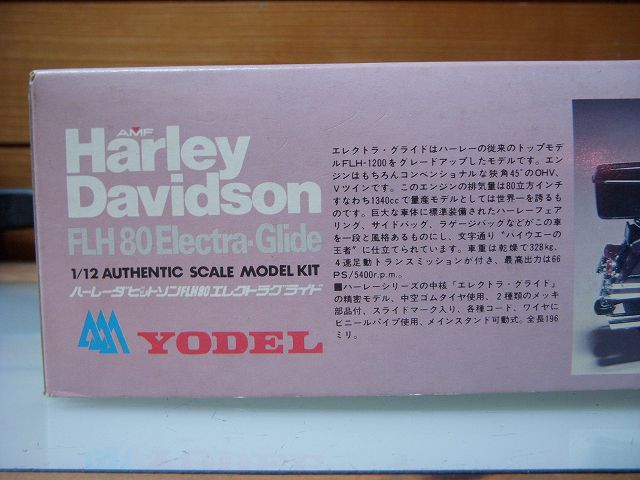 AMF
Harley
Davidson
FLH 80 Electra-Glide
1/12 AUTHENTIC SCALE MODEL KIT
ハーレーダビットソンFLH80エレクトラグライド
YODEL
エレクトラ・グライドはハーレーの従来のトップモデ
ルFLH-1200をグレードアップしたモデルです。エン
ジンはもちろんコンベンショナルな狭角45°のOHV、
Vツインです。このエンジンの排気量は80立方インチ
すなわち1340ccで量産モデルとしては世界一を誇るも
のです。巨大な車体に標準装備されたハーレーフェア
リング、サイドバッグ、ラゲージバッグなどがこの車
を一段と風格あるものにし、文字通り“ハイウエーの
王者”に仕立てられています。車重は乾燥で328kg、
4速足動トランスミッションが付き、最高出力は66
PS/5400r.p.m.。
■ハーレーシリーズの中核「エレクトラ・グライド」
の精密モデル、中空ゴムタイヤ使用、2種類のメッキ
部品付、スライドマーク入り、各種コード、ワイヤに
ビニールパイプ使用、メインスタンド可動式。全長196
ミリ。